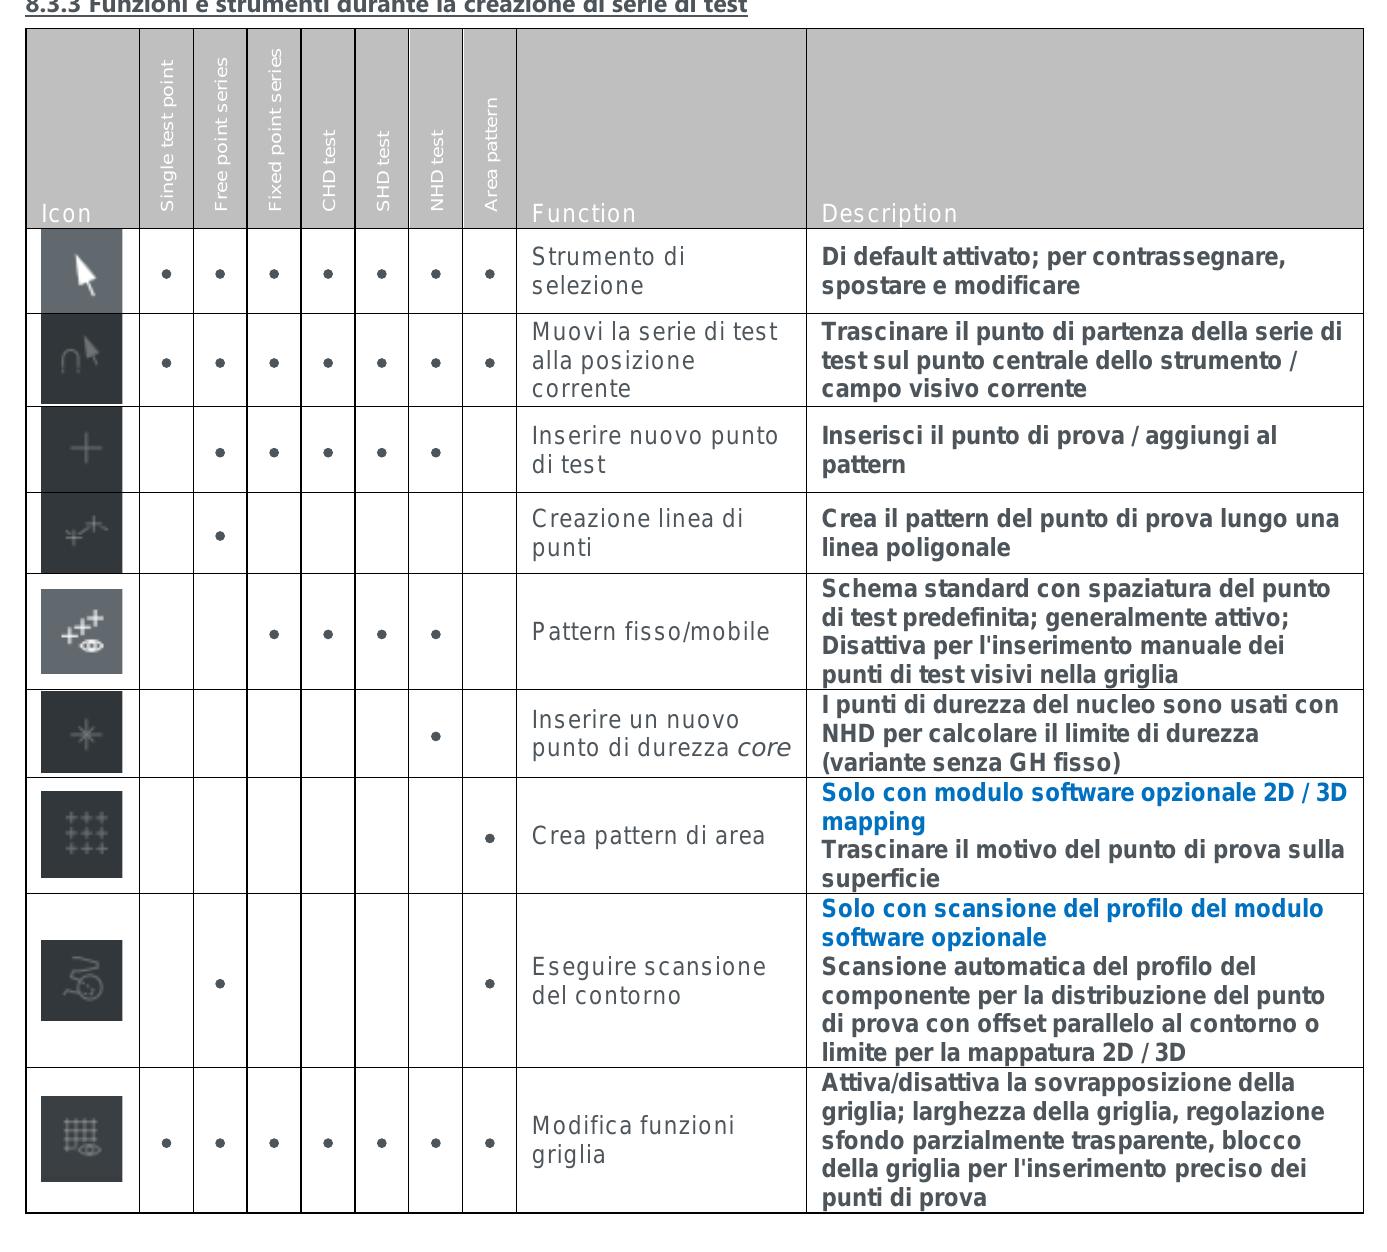 8.3.3 Funzioni e strumenti durante la creazione di serie di test
Icon
Single test point
Free point series
Fixed point series
CHD test
SHD test
NHD test
Area pattern
Function
Description
• • • • • • •
Strumento di
selezione
Di default attivato; per contrassegnare,
spostare e modificare
• • • • • • •
Muovi la serie di test
alla posizione
corrente
Trascinare il punto di partenza della serie di
test sul punto centrale dello strumento /
campo visivo corrente
• • • • •
Inserire nuovo punto
di test
Inserisci il punto di prova / aggiungi al
pattern
•
Creazione linea di
punti
Crea il pattern del punto di prova lungo una
linea poligonale
• • • •
Pattern fisso/mobile
Schema standard con spaziatura del punto
di test predefinita; generalmente attivo;
Disattiva per l'inserimento manuale dei
punti di test visivi nella griglia
•
Inserire un nuovo
punto di durezza core
I punti di durezza del nucleo sono usati con
NHD per calcolare il limite di durezza
(variante senza GH fisso)
•
Crea pattern di area
Solo con modulo software opzionale 2D / 3D
mapping
Trascinare il motivo del punto di prova sulla
superficie
• •
Eseguire scansione
del contorno
Solo con scansione del profilo del modulo
software opzionale
Scansione automatica del profilo del
componente per la distribuzione del punto
di prova con offset parallelo al contorno o
limite per la mappatura 2D / 3D
• • • • • • •
Modifica funzioni
griglia
Attiva/disattiva la sovrapposizione della
griglia; larghezza della griglia, regolazione
sfondo parzialmente trasparente, blocco
della griglia per l'inserimento preciso dei
punti di prova